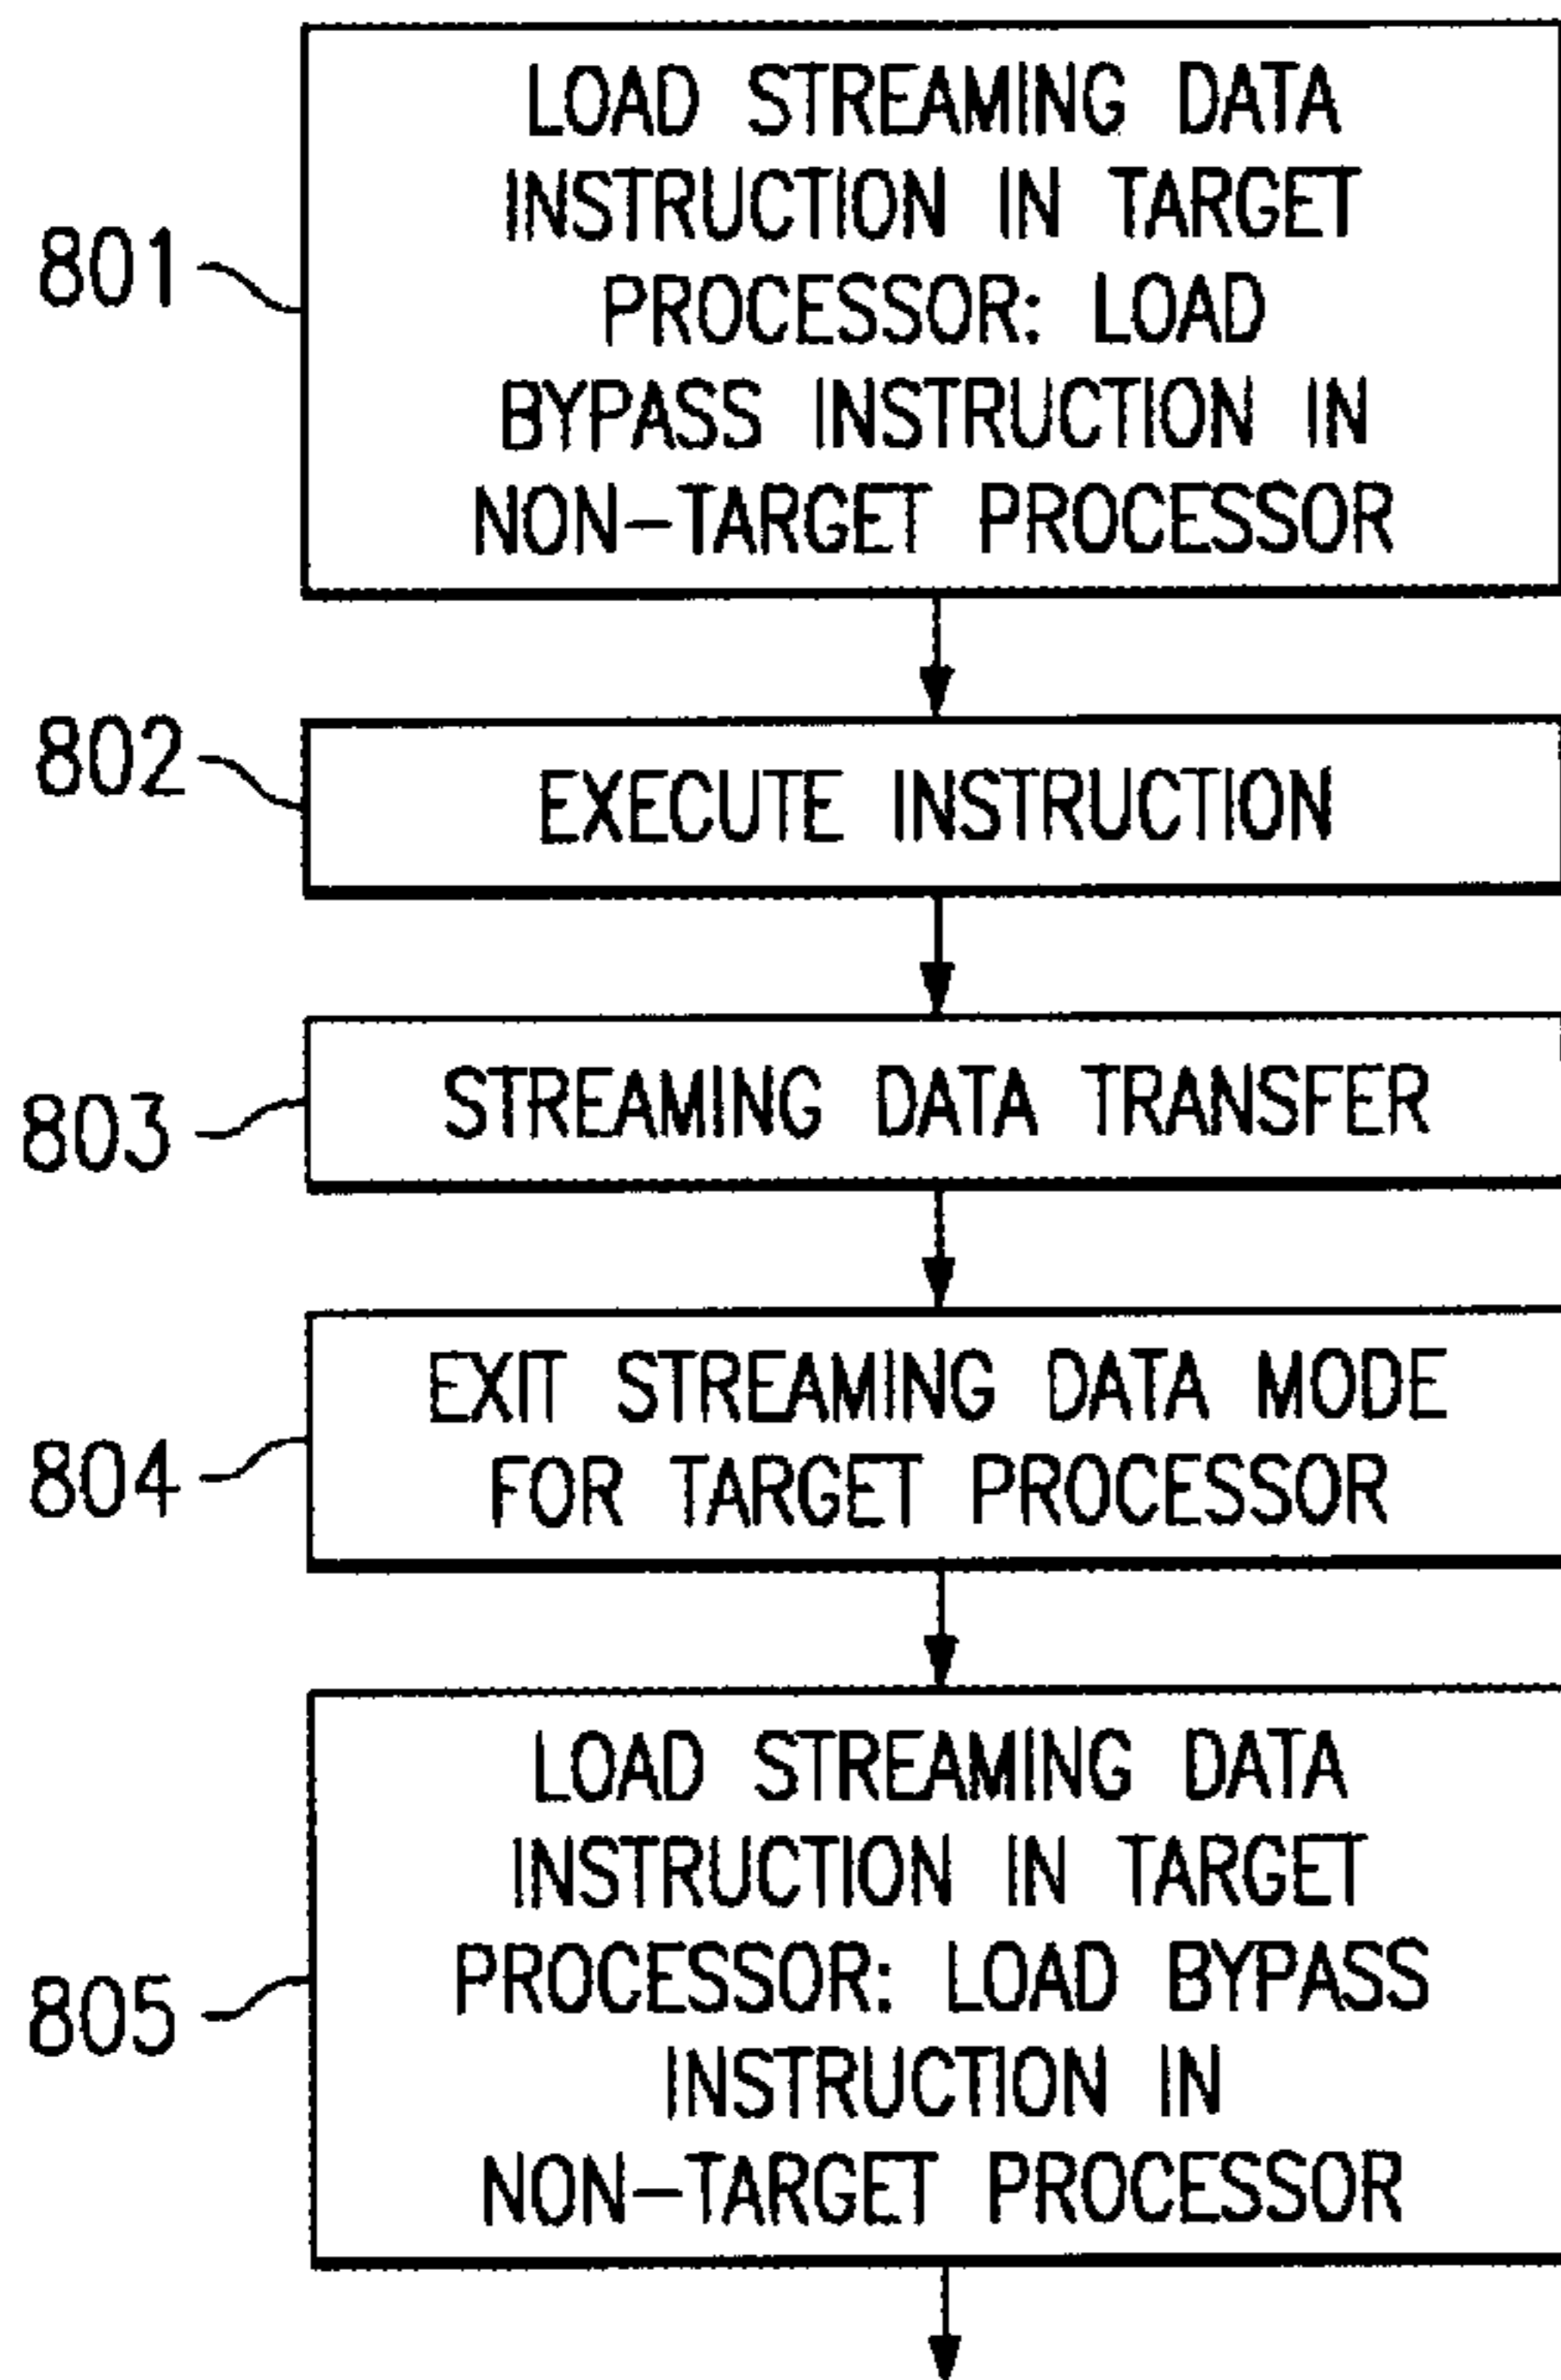 LOAD STREAMING DATA
INSTRUCTION IN TARGET
PROCESSOR: LOAD
BYPASS INSTRUCTION IN
NON-TARGET PROCESSOR
801
802
EXECUTE INSTRUCTION
803
STREAMING DATA TRANSFER
EXIT STREAMING DATA MODE
FOR TARGET PROCESSOR
804
LOAD STREAMING DATA
INSTRUCTION IN TARGET
PROCESSOR: LOAD BYPASS
INSTRUCTION IN
NON-TARGET PROCESSOR
805